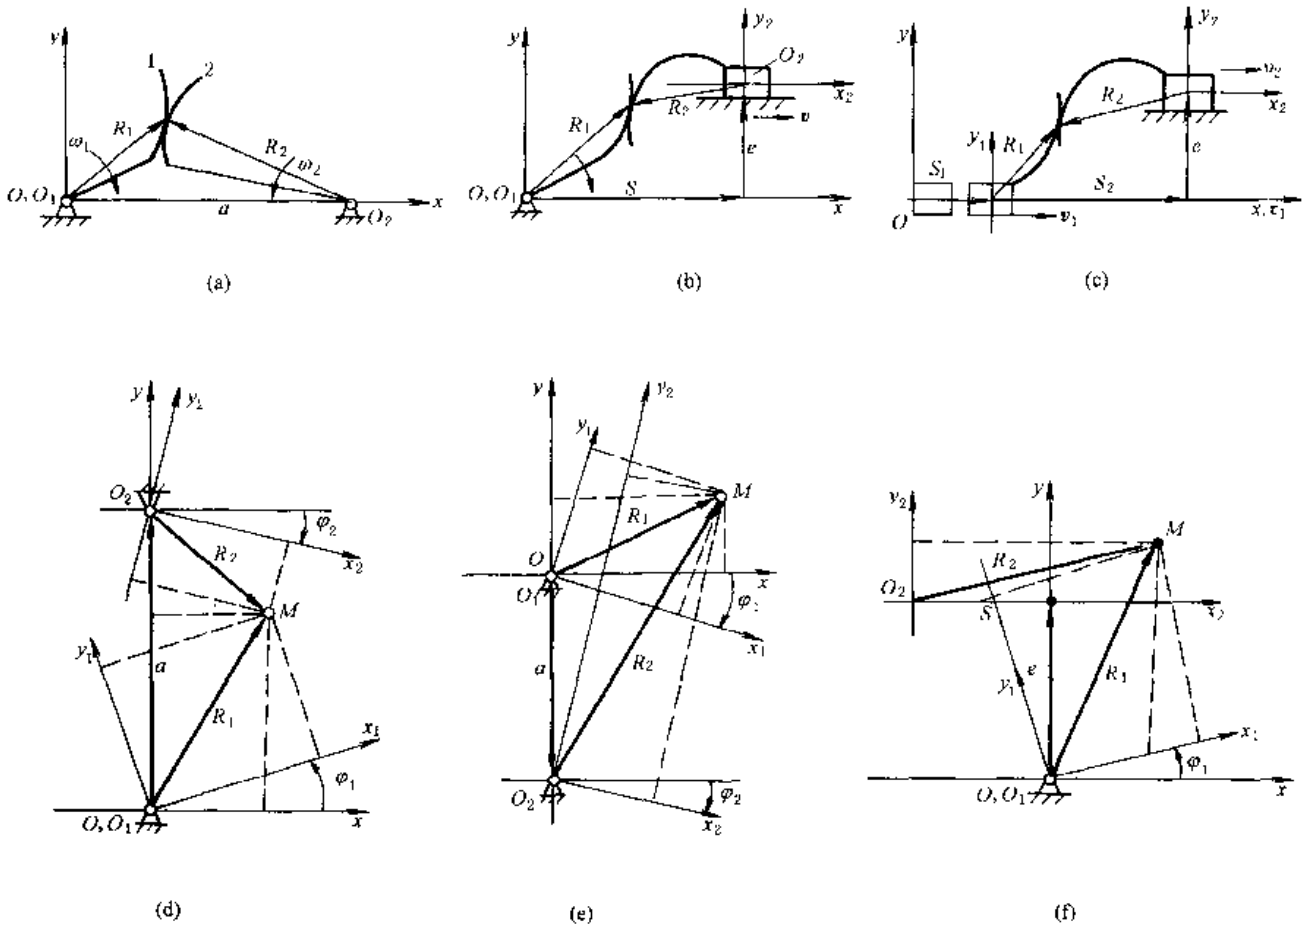 y
1
2
R₁
R₂
ω₁
ω₂
O, O₁
a
O₂
x
(a)
y
y₂
O₂
x₂
R₁
R₂
v
e
S
O, O₁
x
(b)
y
y₂
v₂
x₂
R₂
y₁
R₁
e
S₁
S₂
O
v₁
x, x₁
(c)
y
y₂
O₂
φ₂
x₂
R₂
M
y₁
a
R₁
x₁
φ₁
O, O₁
x
(d)
y
y₂
y₁
M
R₁
O
x
O₁
x₁
a
R₂
O₂
φ₂
x₂
(e)
y₂
y
M
R₂
O₂
S
x₂
e
R₁
y₁
x₁
φ₁
O, O₁
x
(f)